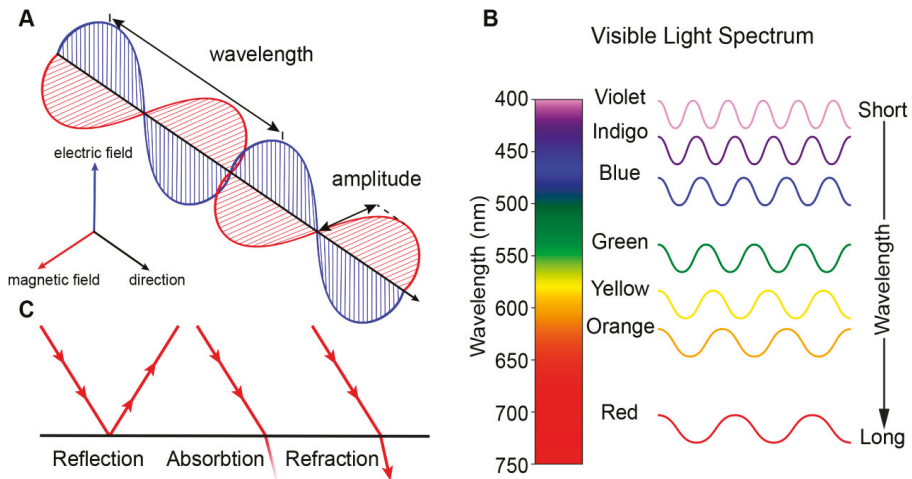 A
wavelength
electric field
amplitude
magnetic field
direction
C
Reflection
Absorbtion
Refraction
B
Visible Light Spectrum
Wavelength (nm)
400
450
500
550
600
650
700
750
Violet
Indigo
Blue
Green
Yellow
Orange
Red
Short
Wavelength
Long